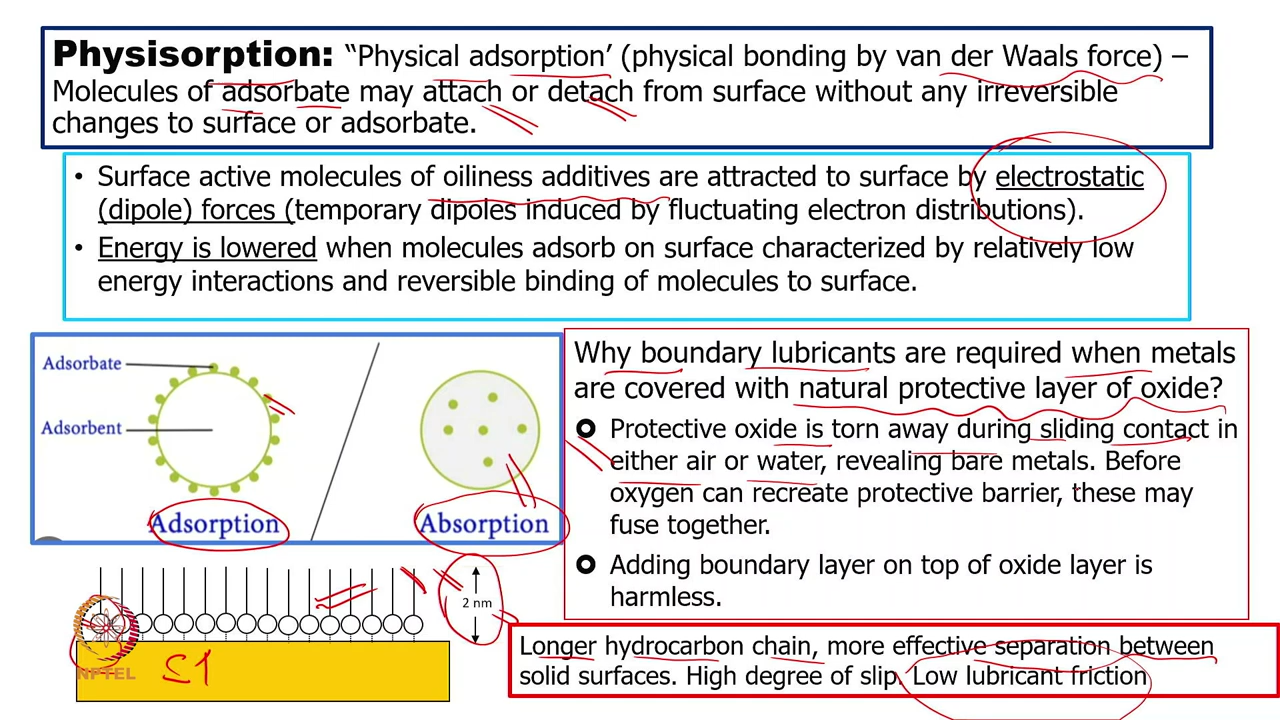 Physisorption: “Physical adsorption’ (physical bonding by van der Waals force) –
Molecules of adsorbate may attach or detach from surface without any irreversible
changes to surface or adsorbate.
• Surface active molecules of oiliness additives are attracted to surface by electrostatic
(dipole) forces (temporary dipoles induced by fluctuating electron distributions).
• Energy is lowered when molecules adsorb on surface characterized by relatively low
energy interactions and reversible binding of molecules to surface.
Adsorbate
Adsorbent
Adsorption
Absorption
Why boundary lubricants are required when metals
are covered with natural protective layer of oxide?
Protective oxide is torn away during sliding contact in
either air or water, revealing bare metals. Before
oxygen can recreate protective barrier, these may
fuse together.
Adding boundary layer on top of oxide layer is
harmless.
2 nm
NPTEL
S1
Longer hydrocarbon chain, more effective separation between
solid surfaces. High degree of slip. Low lubricant friction